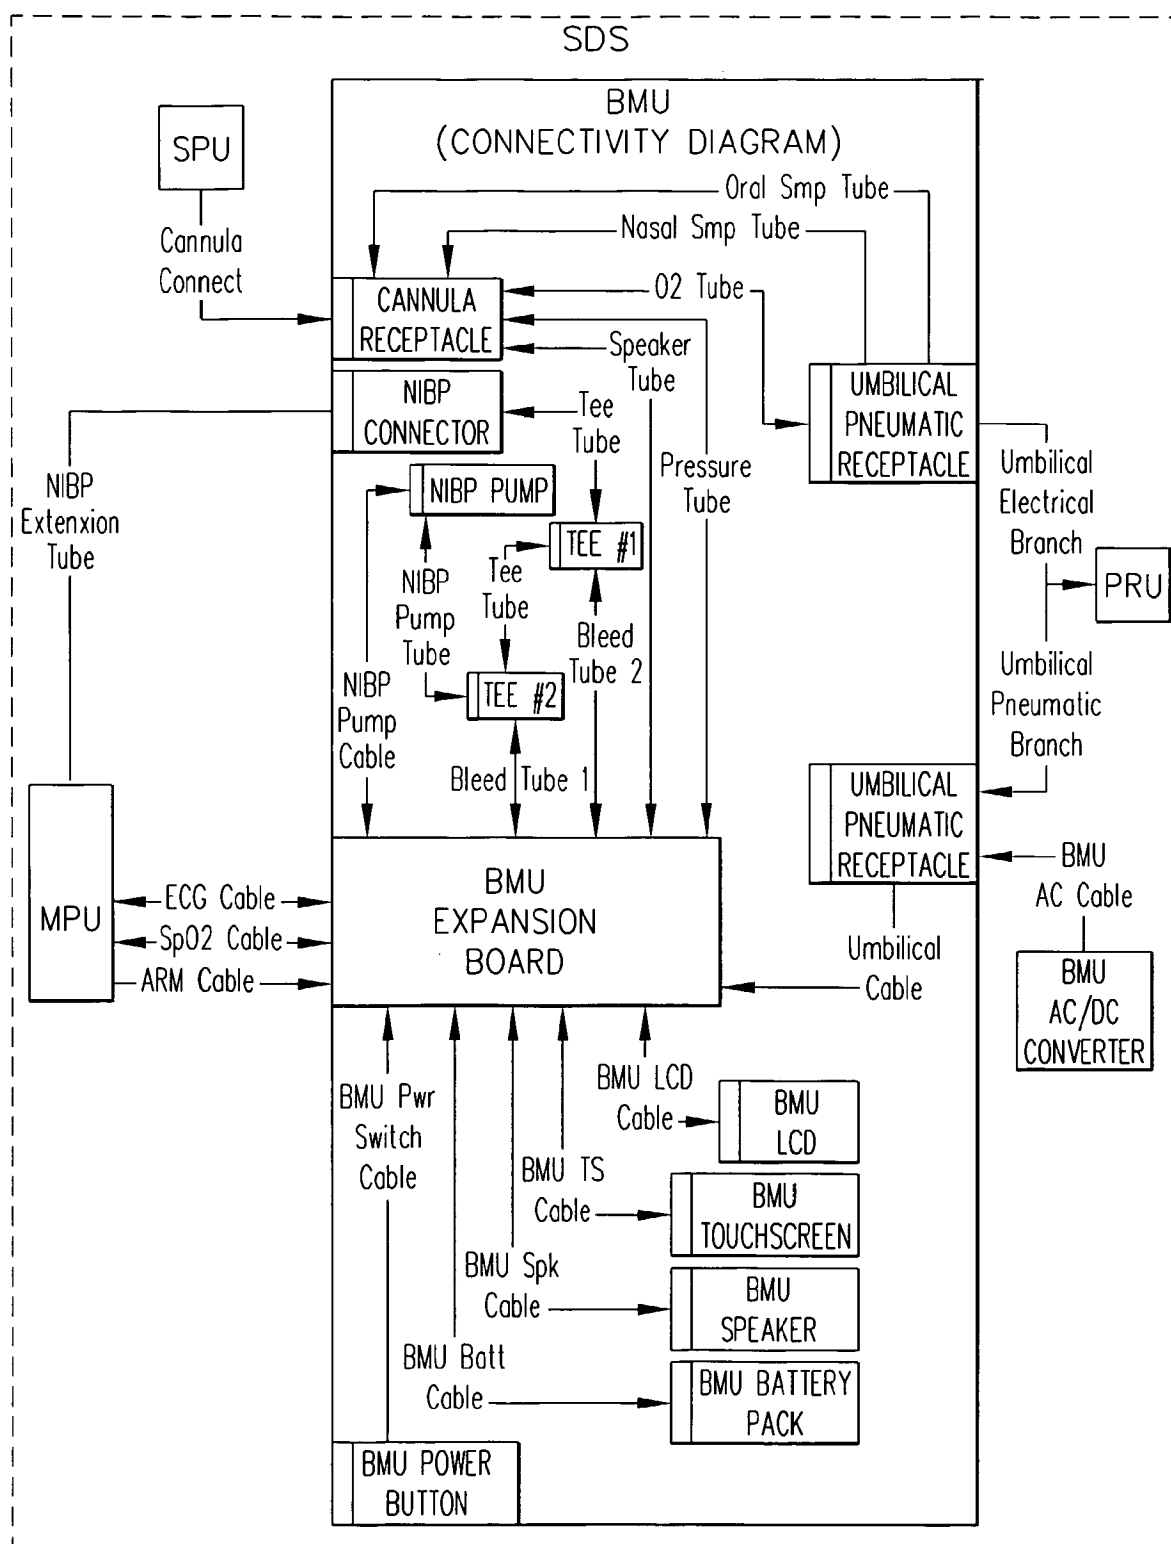 SDS
BMU
(CONNECTIVITY DIAGRAM)
SPU
Cannula
Connect
Oral Smp Tube
Nasal Smp Tube
O2 Tube
CANNULA
RECEPTACLE
Speaker
Tube
NIBP
CONNECTOR
Tee
Tube
UMBILICAL
PNEUMATIC
RECEPTACLE
Pressure
Tube
NIBP
Extenxion
Tube
NIBP PUMP
TEE #1
Umbilical
Electrical
Branch
NIBP
Pump
Tube
Tee
Tube
Bleed
Tube 2
PRU
TEE #2
NIBP
Pump
Cable
Umbilical
Pneumatic
Branch
Bleed Tube 1
UMBILICAL
PNEUMATIC
RECEPTACLE
BMU
AC Cable
MPU
ECG Cable
SpO2 Cable
ARM Cable
BMU
EXPANSION
BOARD
Umbilical
Cable
BMU
AC/DC
CONVERTER
BMU Pwr
Switch
Cable
BMU LCD
Cable
BMU
LCD
BMU TS
Cable
BMU
TOUCHSCREEN
BMU Spk
Cable
BMU
SPEAKER
BMU Batt
Cable
BMU BATTERY
PACK
BMU POWER
BUTTON